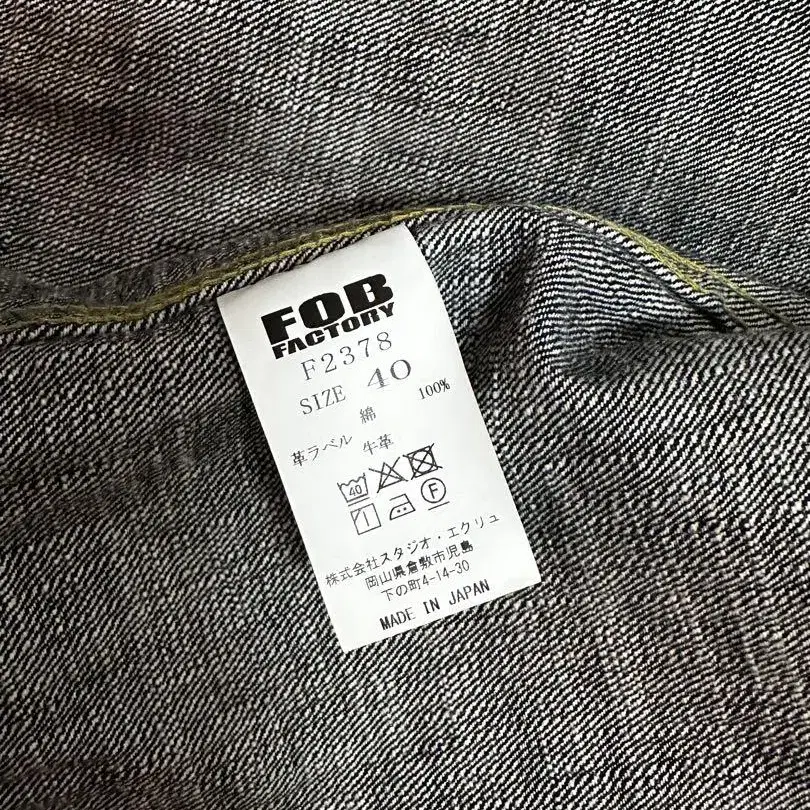 FOB
FACTORY
F2378
SIZE 40
綿 100%
革ラベル 牛革
40 F
株式会社スタジオ・エクリュ
岡山県倉敷市児島
下の町4-14-30
MADE IN JAPAN